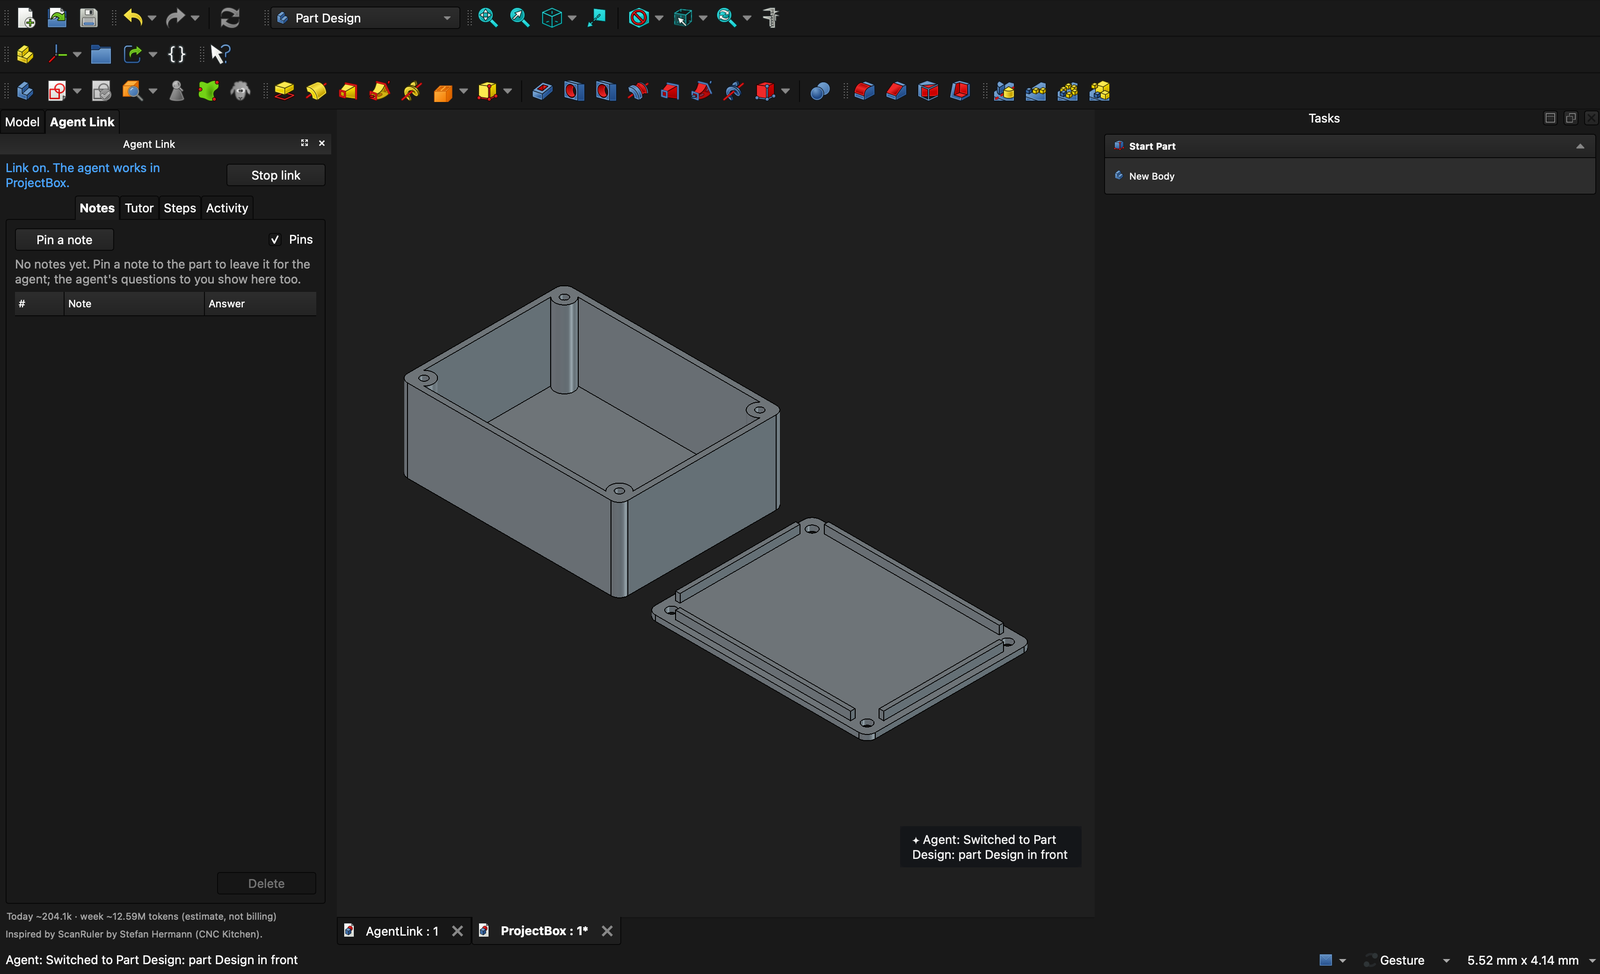 Part Design
Model
Agent Link
Agent Link
Link on. The agent works in
ProjectBox.
Stop link
Notes
Tutor
Steps
Activity
Pin a note
Pins
No notes yet. Pin a note to the part to leave it for the
agent; the agent's questions to you show here too.
#
Note
Answer
Delete
Today ~204.1k · week ~12.59M tokens (estimate, not billing)
Inspired by ScanRuler by Stefan Hermann (CNC Kitchen).
Agent: Switched to Part Design: part Design in front
Agent: Switched to Part
Design: part Design in front
AgentLink : 1
ProjectBox : 1*
Tasks
Start Part
New Body
Gesture
5.52 mm x 4.14 mm